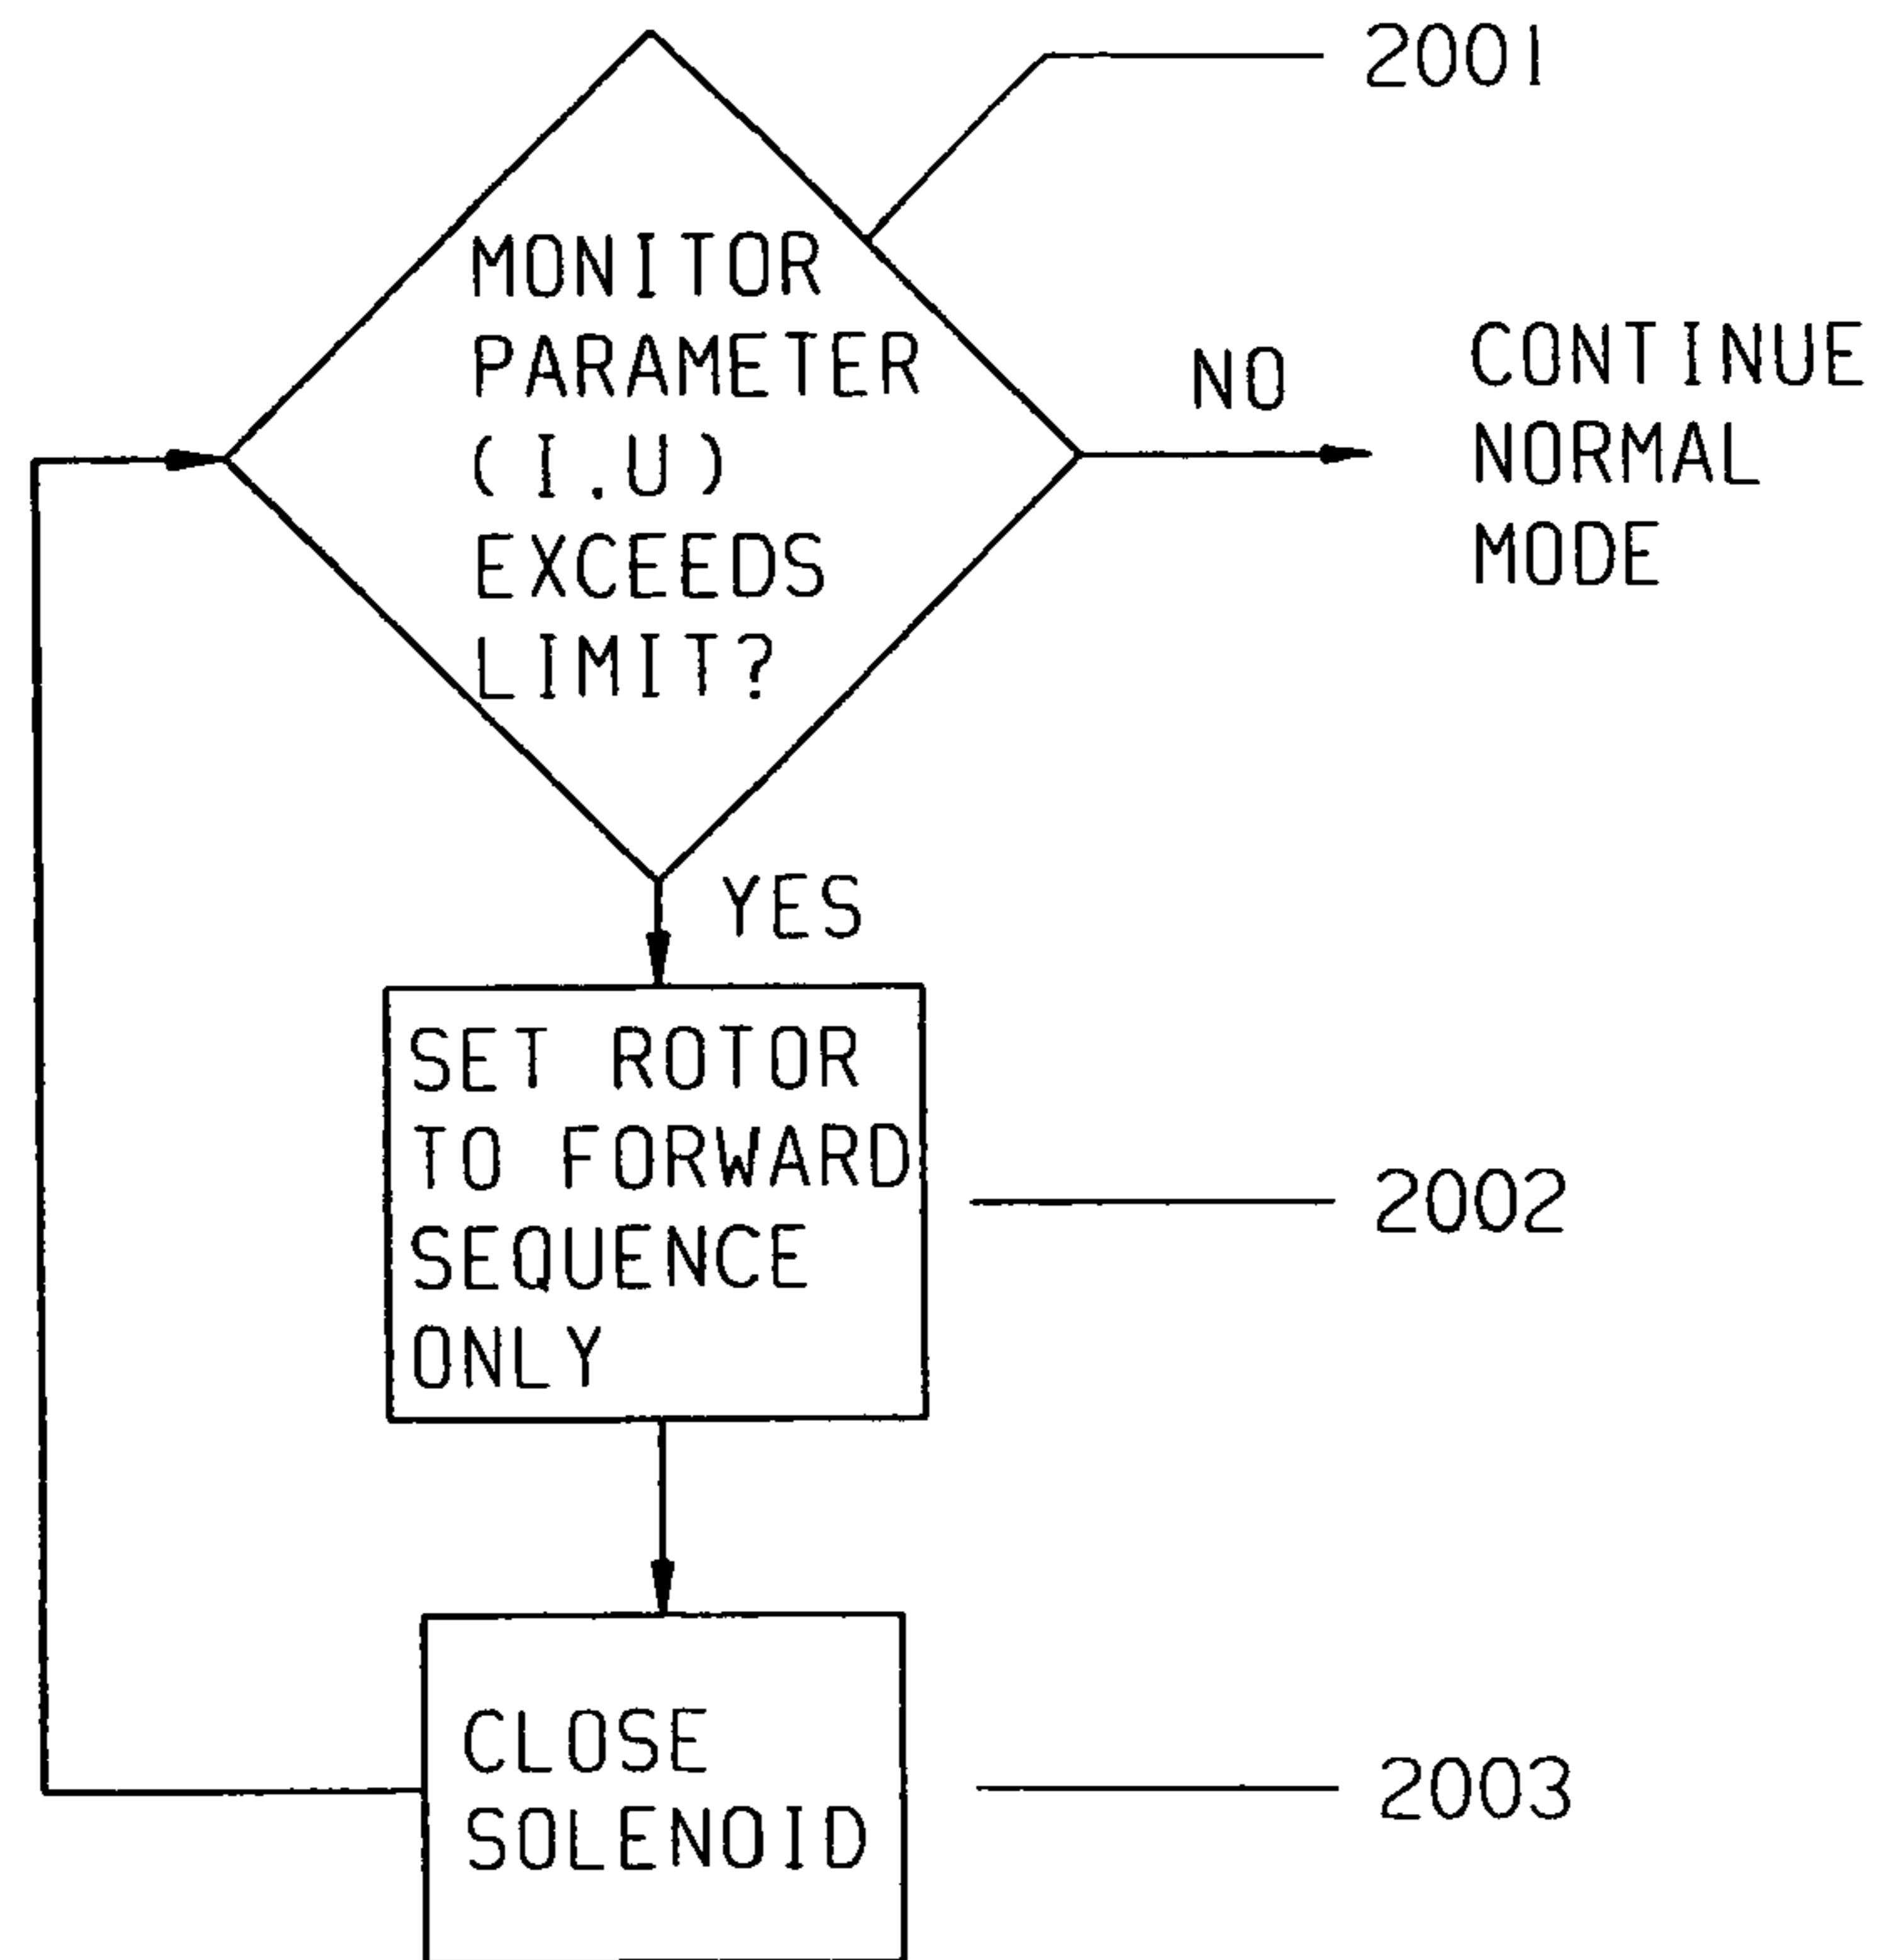 2001
MONITOR
PARAMETER
(I.U)
EXCEEDS
LIMIT?
NO
CONTINUE
NORMAL
MODE
YES
SET ROTOR
TO FORWARD
SEQUENCE
ONLY
2002
CLOSE
SOLENOID
2003